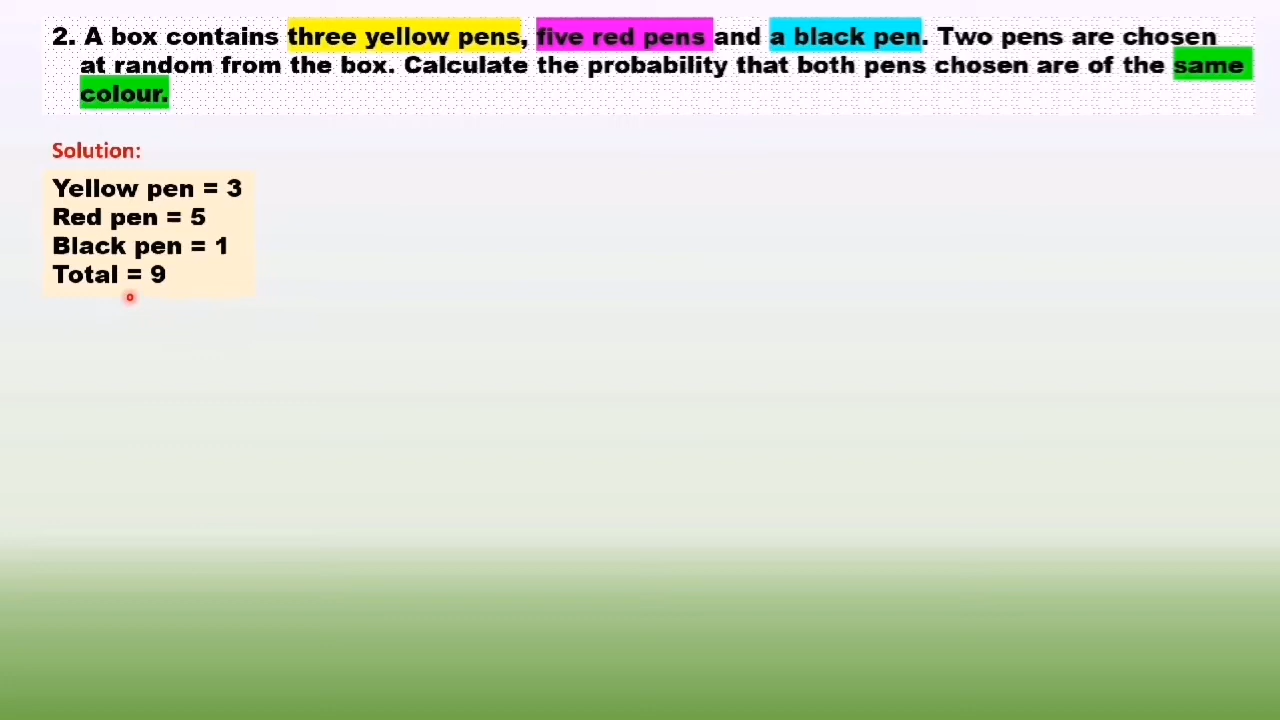 2. A box contains three yellow pens, five red pens and a black pen. Two pens are chosen
at random from the box. Calculate the probability that both pens chosen are of the same
colour.
Solution:
Yellow pen = 3
Red pen = 5
Black pen = 1
Total = 9